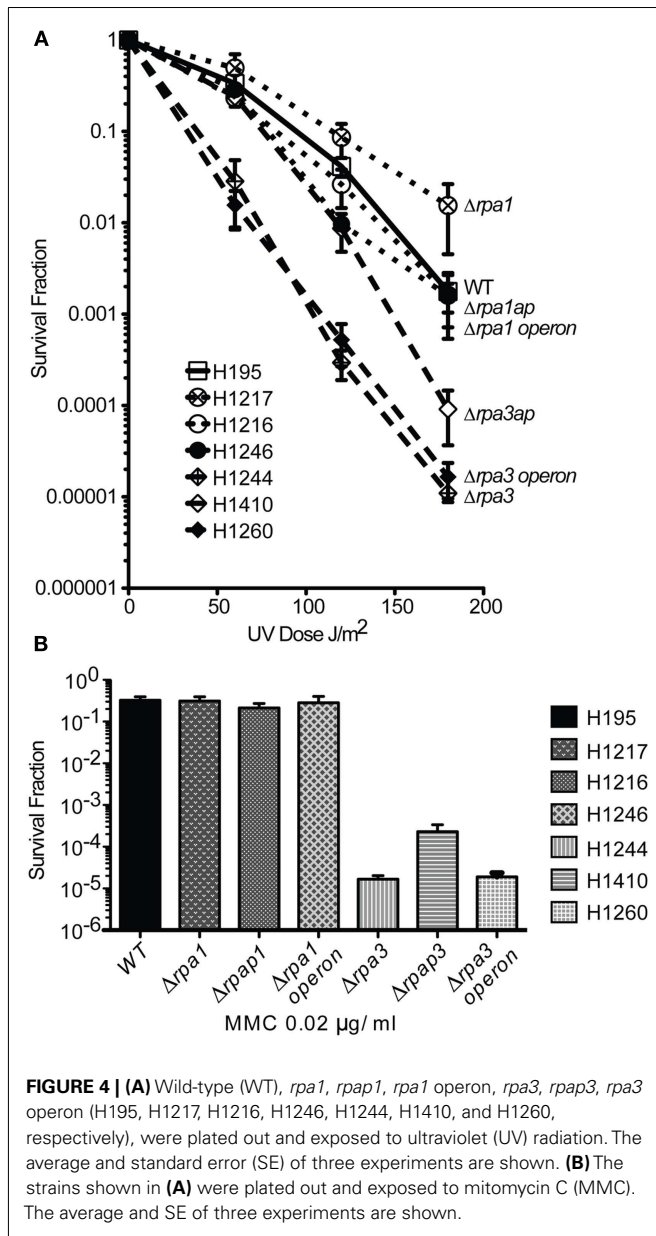 A
1
0.1
0.01
0.001
0.0001
0.00001
0.000001
Survival Fraction
H195
H1217
H1216
H1246
H1244
H1410
H1260
Δrpa1
WT
Δrpa1ap
Δrpa1 operon
Δrpa3ap
Δrpa3 operon
Δrpa3
0 50 100 150 200
UV Dose J/m²
B
10⁰
10⁻¹
10⁻²
10⁻³
10⁻⁴
10⁻⁵
10⁻⁶
Survival Fraction
WT
Δrpa1
Δrpap1
Δrpa1
operon
Δrpa3
Δrpap3
Δrpa3
operon
MMC 0.02 µg/ ml
H195
H1217
H1216
H1246
H1244
H1410
H1260
FIGURE 4 | (A) Wild-type (WT), rpa1, rpap1, rpa1 operon, rpa3, rpap3, rpa3
operon (H195, H1217, H1216, H1246, H1244, H1410, and H1260,
respectively), were plated out and exposed to ultraviolet (UV) radiation. The
average and standard error (SE) of three experiments are shown. (B) The
strains shown in (A) were plated out and exposed to mitomycin C (MMC).
The average and SE of three experiments are shown.